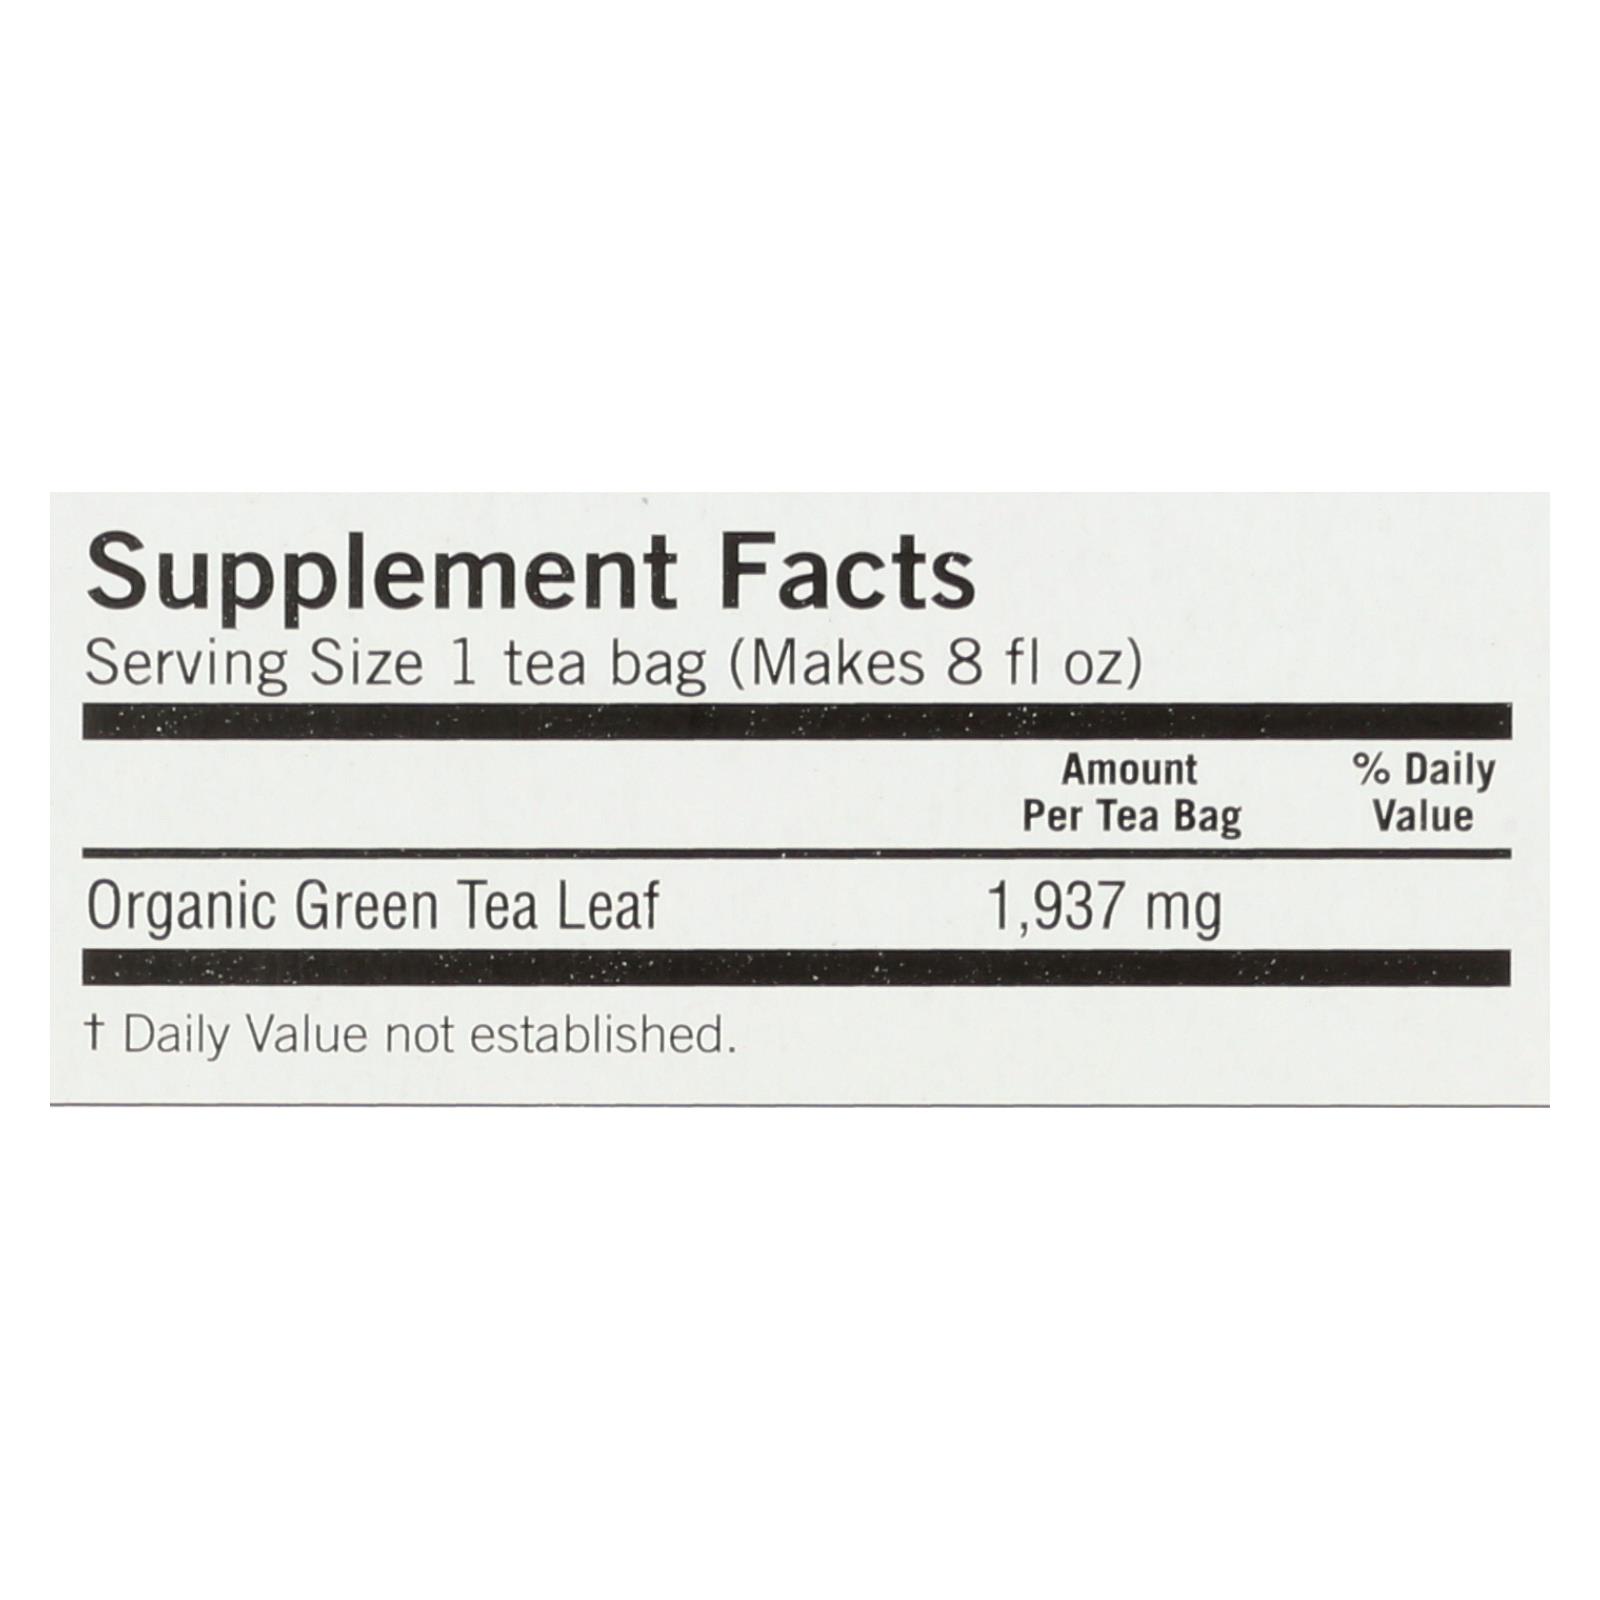 Supplement Facts
Serving Size 1 tea bag (Makes 8 fl oz)
Amount Per Tea Bag
% Daily Value
Organic Green Tea Leaf 1,937 mg
† Daily Value not established.